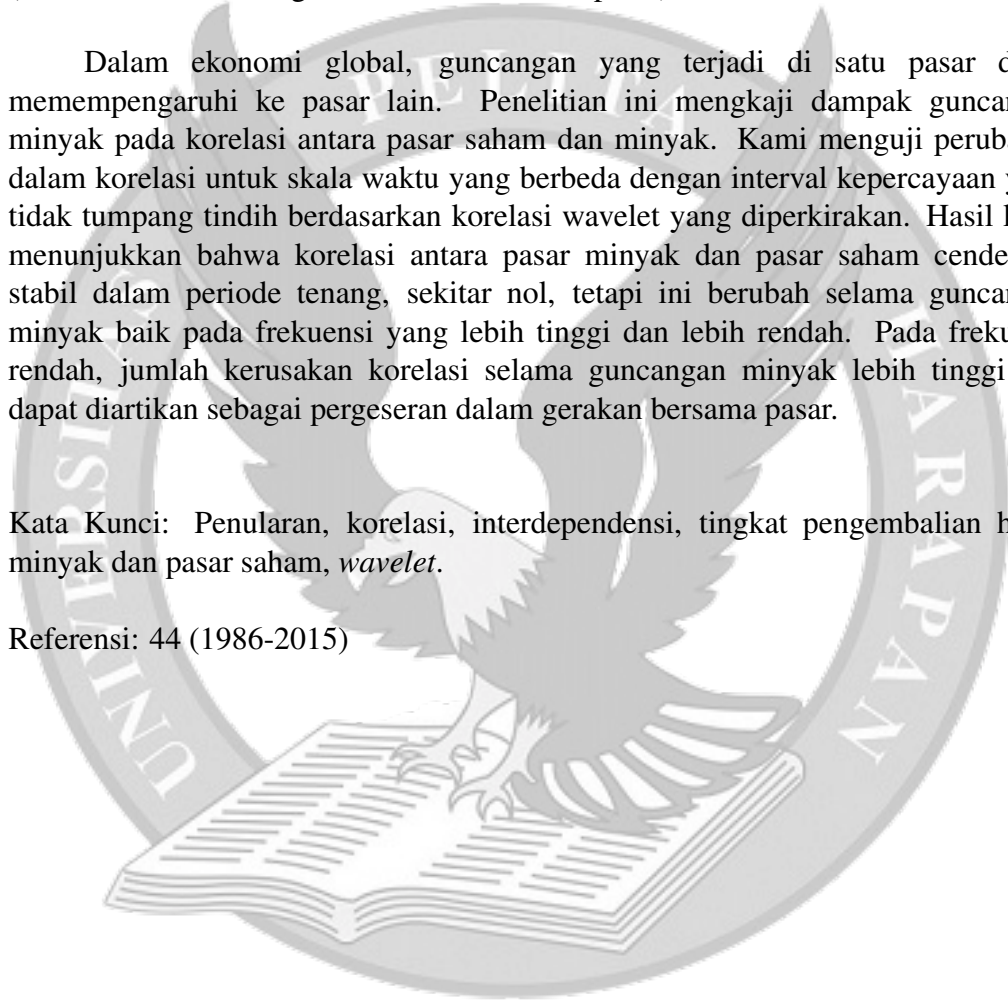 Dalam ekonomi global, guncangan yang terjadi di satu pasar
memempengaruhi ke pasar lain. Penelitian ini mengkaji dampak
minyak pada korelasi antara pasar saham dan minyak. Kami menguji
dalam korelasi untuk skala waktu yang berbeda dengan interval kepercayaan
tidak tumpang tindih berdasarkan korelasi wavelet yang diperkirakan. Hasil
menunjukkan bahwa korelasi antara pasar minyak dan pasar saham
stabil dalam periode tenang, sekitar nol, tetapi ini berubah selama
minyak baik pada frekuensi yang lebih tinggi dan lebih rendah. Pada
rendah, jumlah kerusakan korelasi selama guncangan minyak lebih tinggi
dapat diartikan sebagai pergeseran dalam gerakan bersama pasar.
Kata Kunci: Penularan, korelasi, interdependensi, tingkat pengembalian
minyak dan pasar saham, wavelet.
Referensi: 44 (1986-2015)
UNIVERSITAS
PELITA
HARAPAN